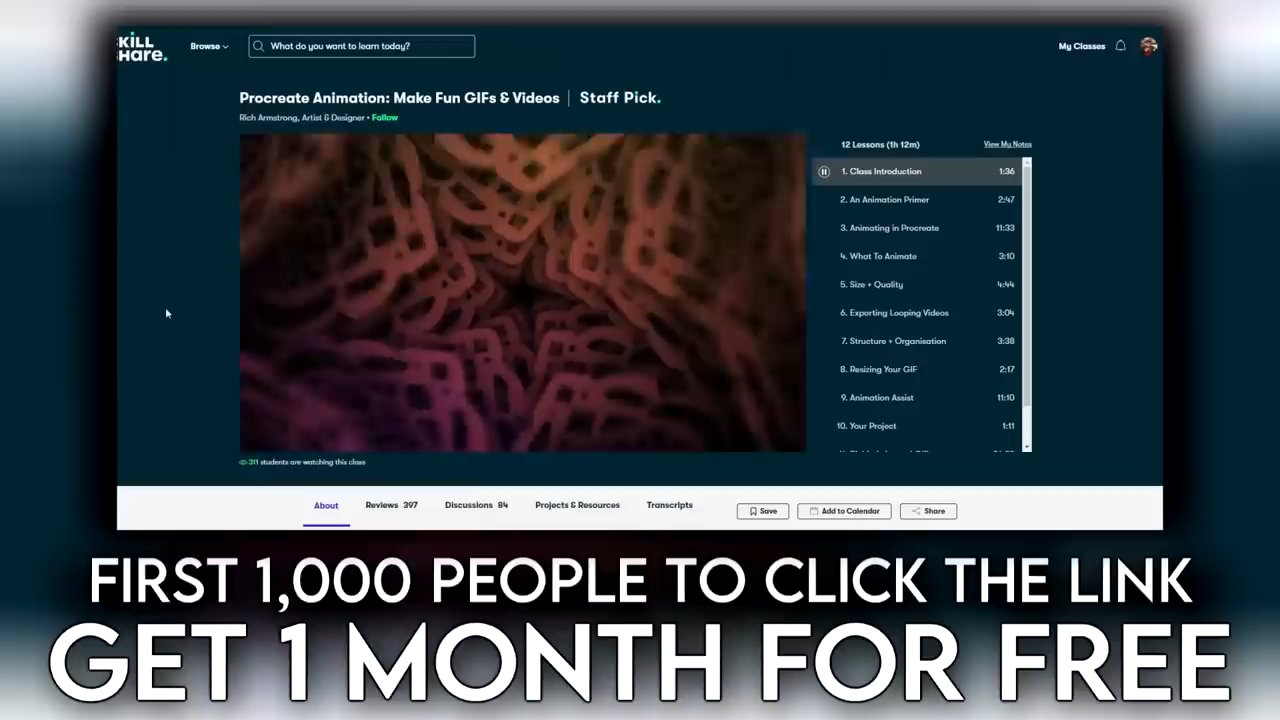 SKILL
SHARE.
Browse
What do you want to learn today?
My Classes
Procreate Animation: Make Fun GIFs & Videos | Staff Pick.
Rich Armstrong, Artist & Designer • Follow
12 Lessons (1h 12m)
View My Notes
1. Class Introduction 1:36
2. An Animation Primer 2:47
3. Animating in Procreate 11:33
4. What To Animate 3:10
5. Size + Quality 4:44
6. Exporting Looping Videos 3:04
7. Structure + Organisation 3:38
8. Resizing Your GIF 2:17
9. Animation Assist 11:10
10. Your Project 1:11
311 students are watching this class
About
Reviews 397
Discussions 84
Projects & Resources
Transcripts
Save
Add to Calendar
Share
FIRST 1,000 PEOPLE TO CLICK THE LINK
GET 1 MONTH FOR FREE